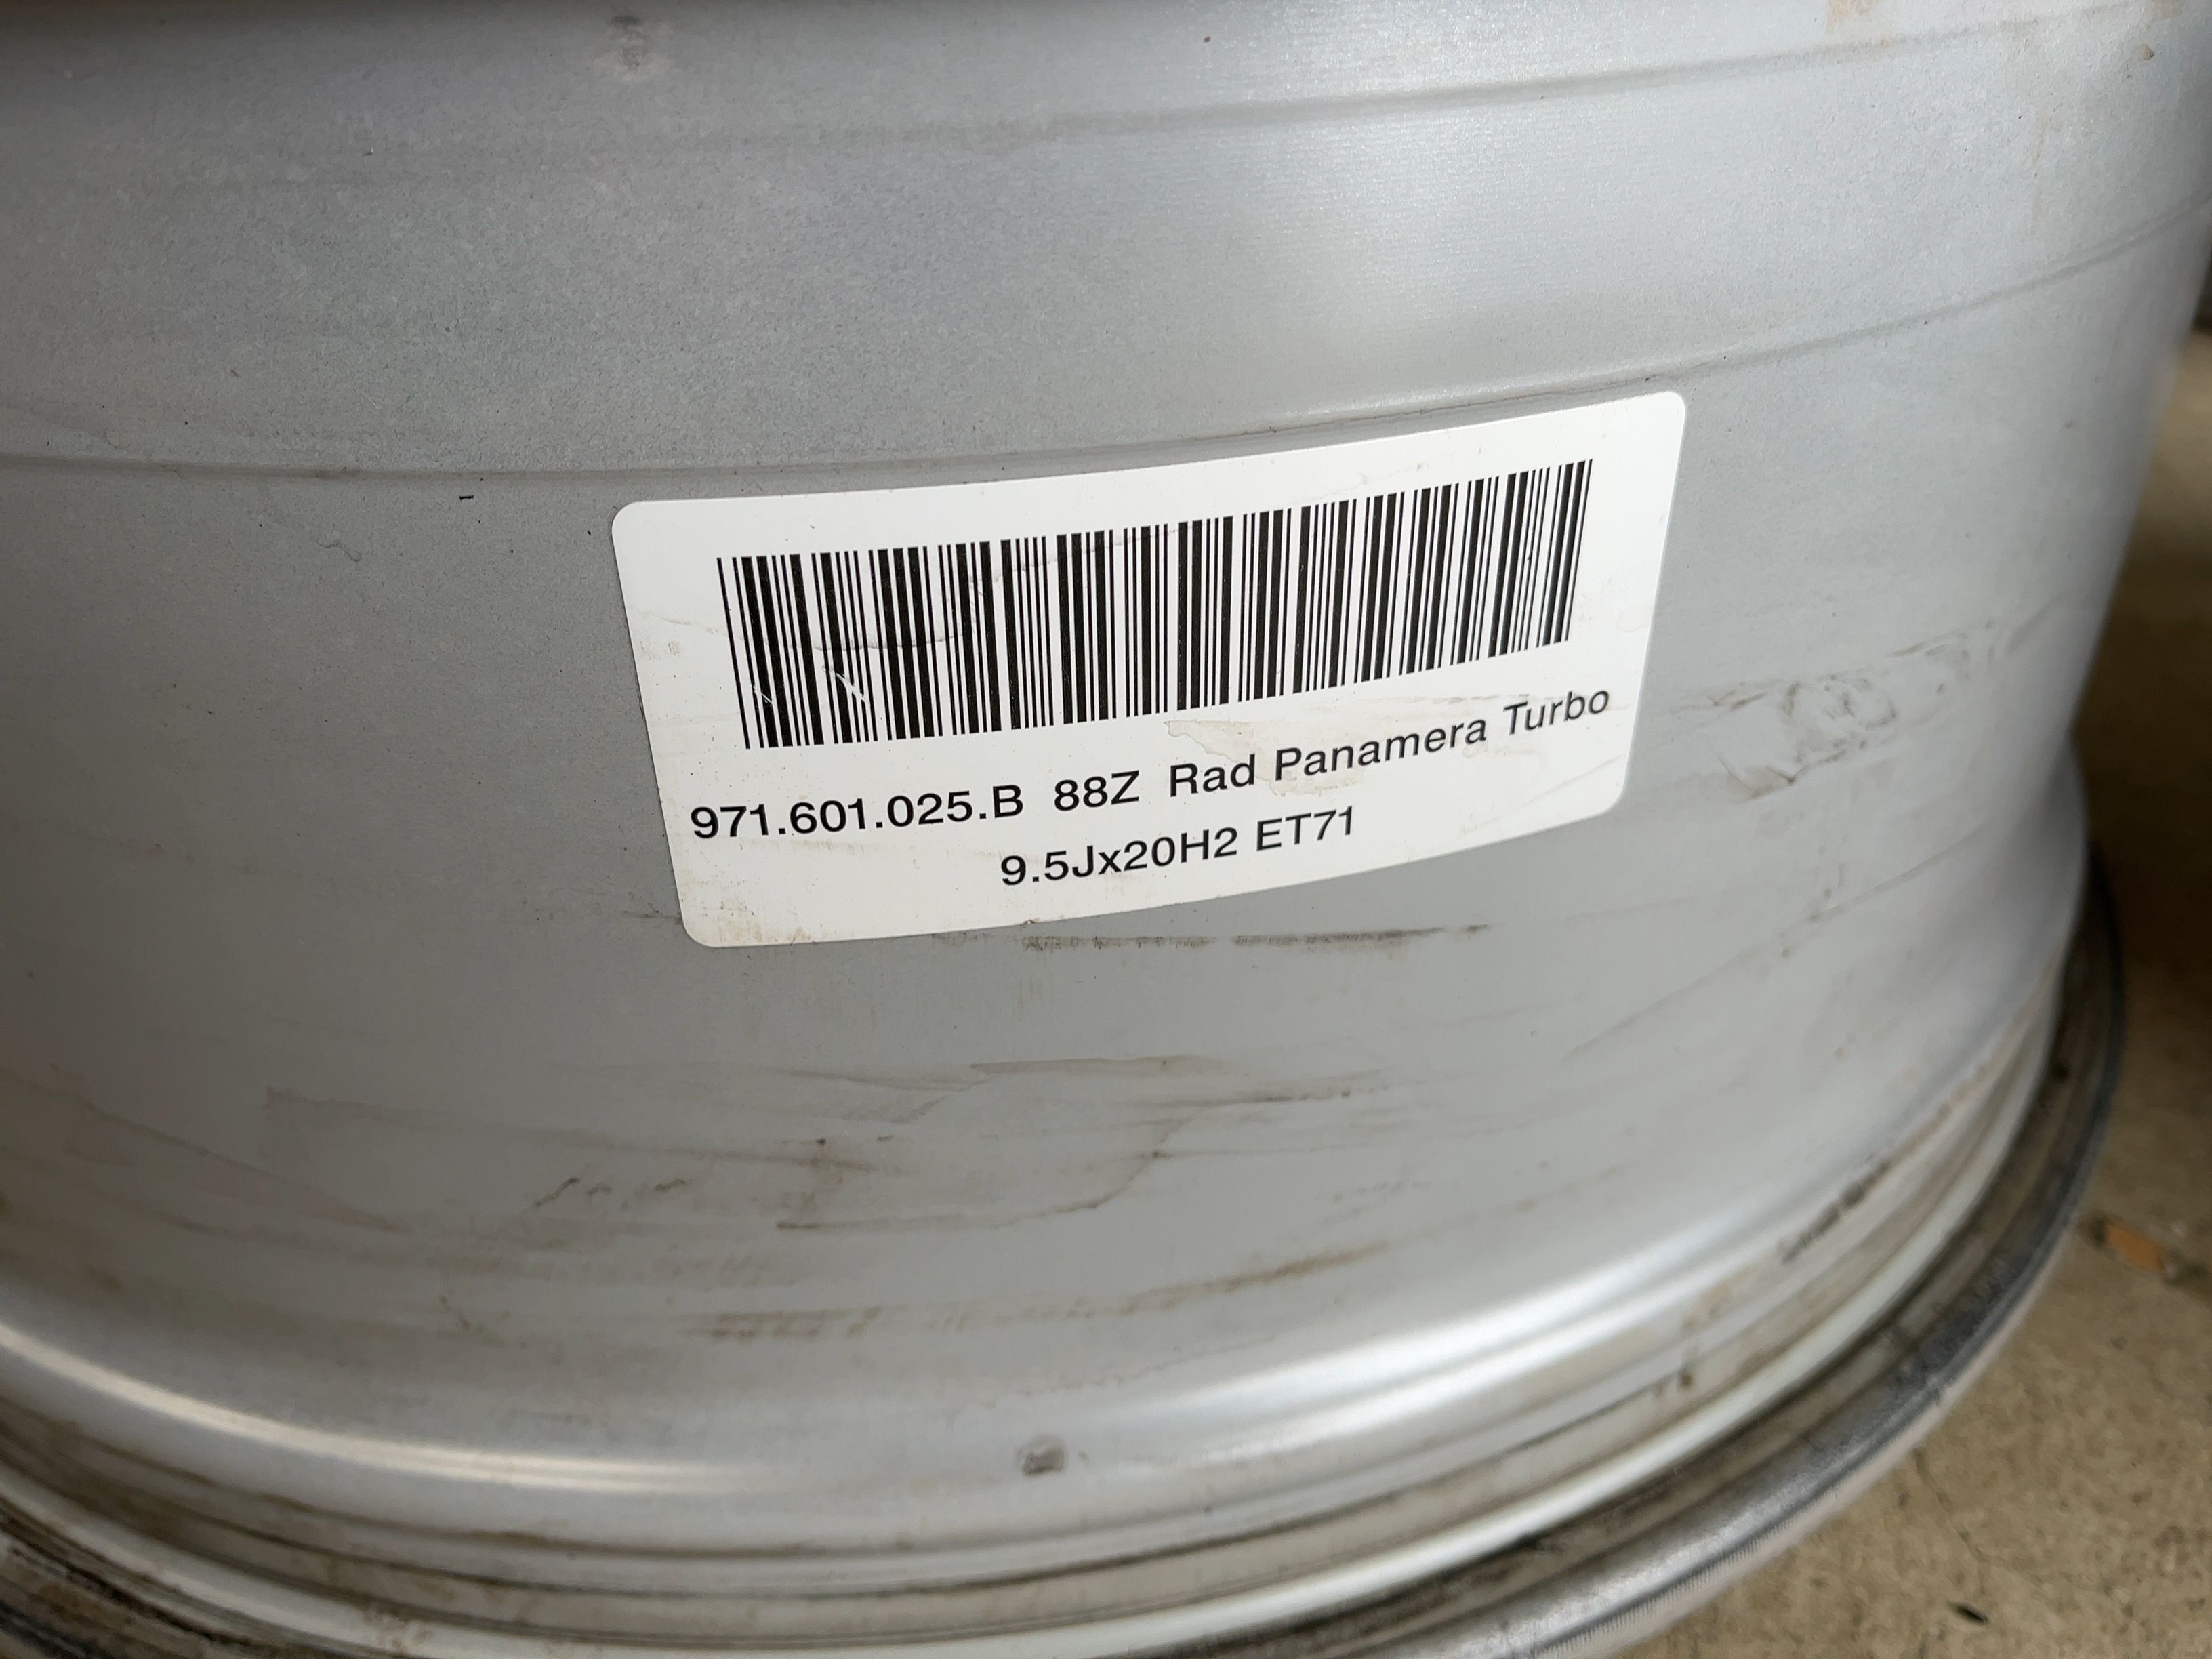 971.601.025.B 88Z Rad Panamera Turbo
9.5Jx20H2 ET71